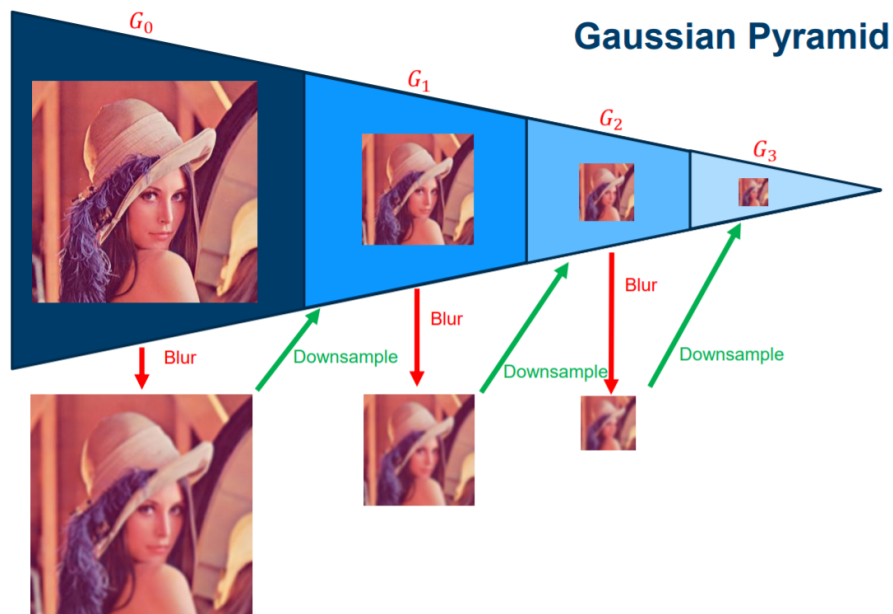 Gaussian Pyramid
G₀
G₁
G₂
G₃
Blur
Downsample
Blur
Downsample
Blur
Downsample